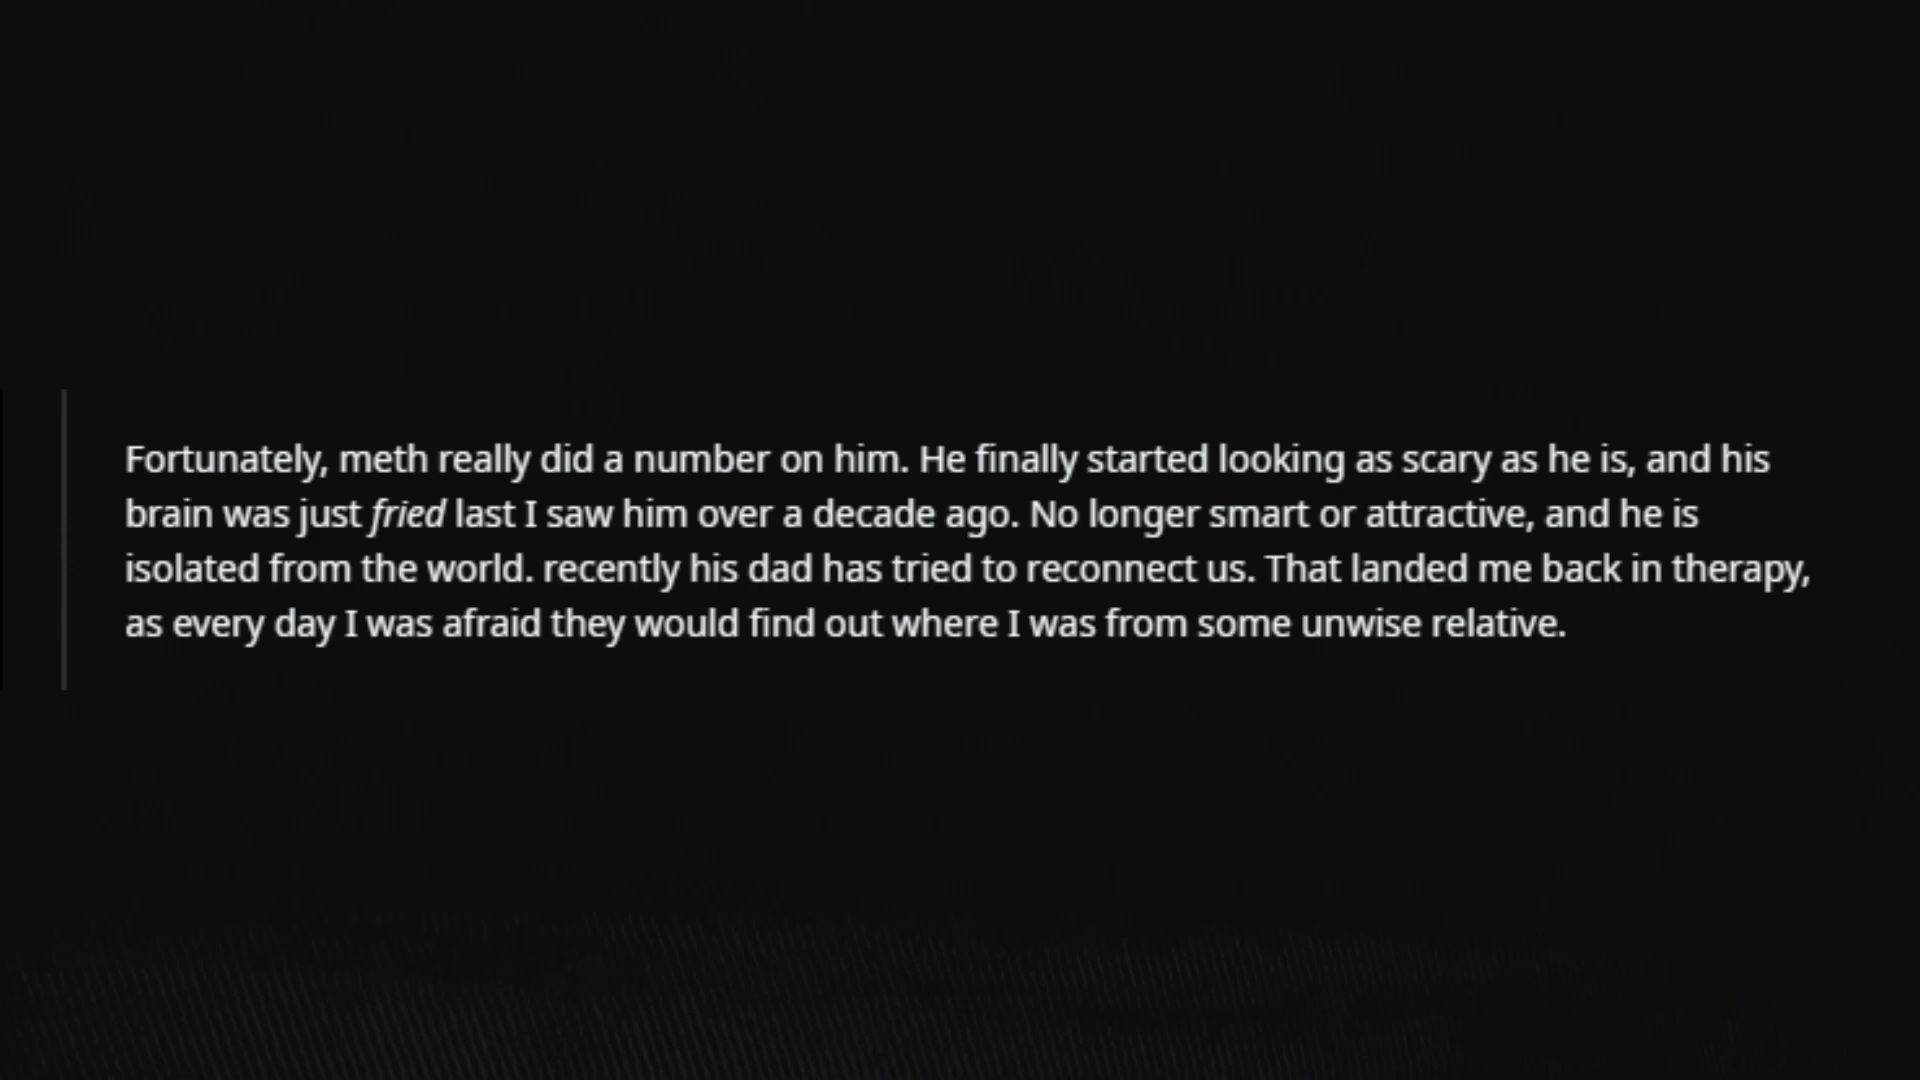 Fortunately, meth really did a number on him. He finally started looking as scary as he is, and his
brain was just fried last I saw him over a decade ago. No longer smart or attractive, and he is
isolated from the world. recently his dad has tried to reconnect us. That landed me back in therapy,
as every day I was afraid they would find out where I was from some unwise relative.